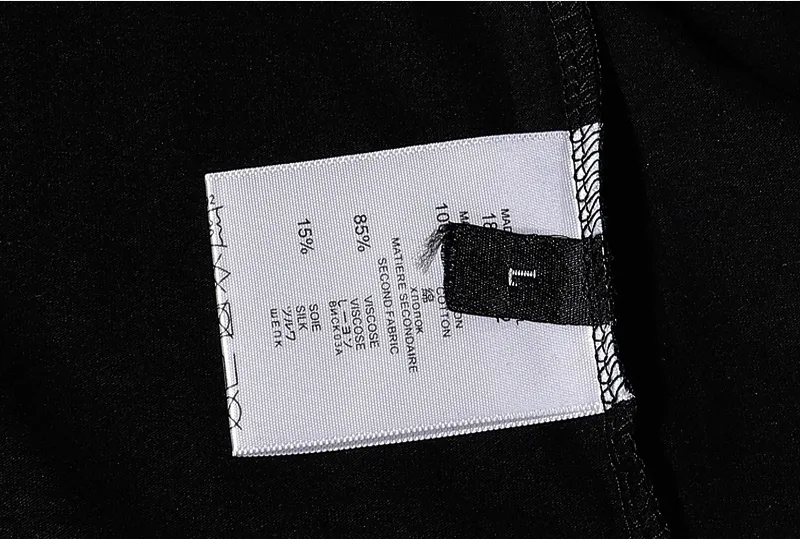 L
COTTON
綿
хлопок
MATIERE SECONDAIRE
SECOND FABRIC
85% VISCOSE
VISCOSE
レーヨン
ВИСКОЗА
15% SOIE
SILK
シルク
ШЕЛК